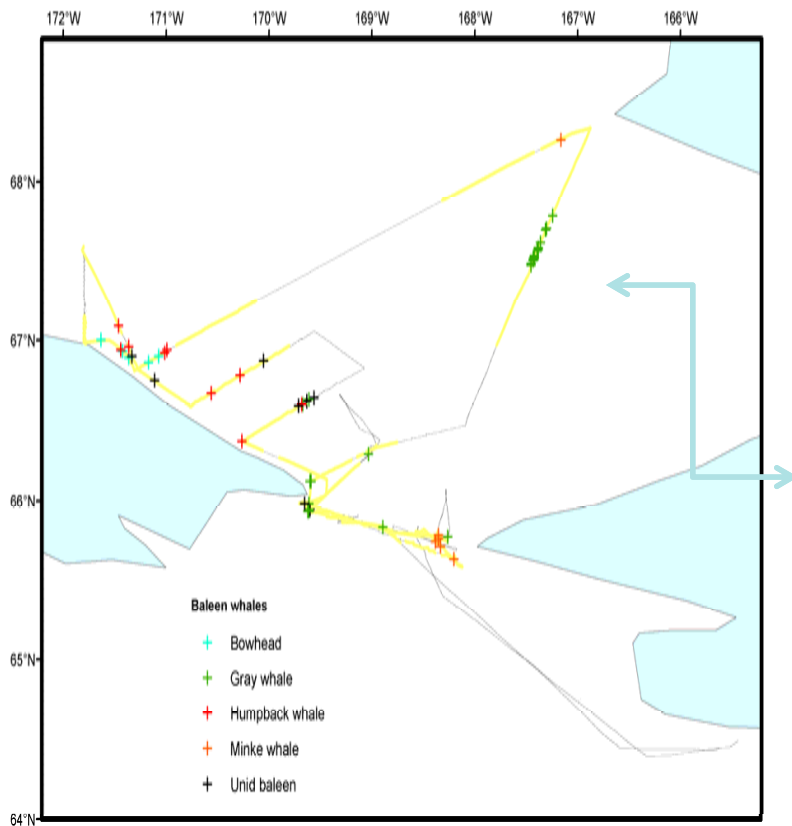 172°W 171°W 170°W 169°W 168°W 167°W 166°W
68°N
67°N
66°N
65°N
64°N
Baleen whales
Bowhead
Gray whale
Humpback whale
Minke whale
Unid baleen